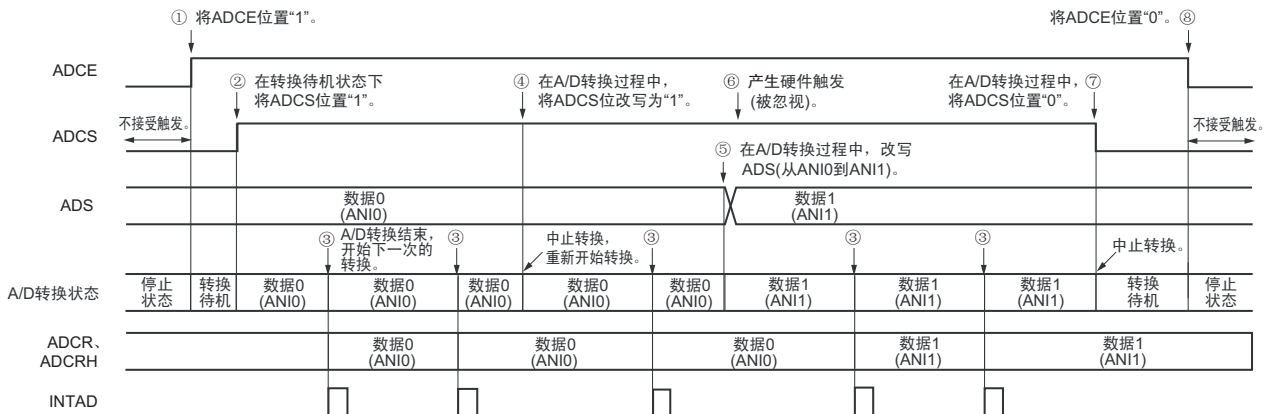 ① 将ADCE位置“1”。
将ADCE位置“0”。⑧
ADCE
② 在转换待机状态下
将ADCS位置“1”。
④ 在A/D转换过程中，
将ADCS位改写为“1”。
⑥ 产生硬件触发
(被忽视)。
在A/D转换过程中，⑦
将ADCS位置“0”。
不接受触发。
ADCS
不接受触发。
⑤ 在A/D转换过程中，改写
ADS(从ANI0到ANI1)。
ADS
数据0
(ANI0)
数据1
(ANI1)
③ A/D转换结束，
开始下一次的
转换。
③
中止转换，
重新开始转换。
③
③
③
中止转换。
A/D转换状态
停止
状态
转换
待机
数据0
(ANI0)
数据0
(ANI0)
数据0
(ANI0)
数据0
(ANI0)
数据0
(ANI0)
数据1
(ANI1)
数据1
(ANI1)
数据1
(ANI1)
转换
待机
停止
状态
ADCR、
ADCRH
数据0
(ANI0)
数据0
(ANI0)
数据0
(ANI0)
数据1
(ANI1)
数据1
(ANI1)
INTAD